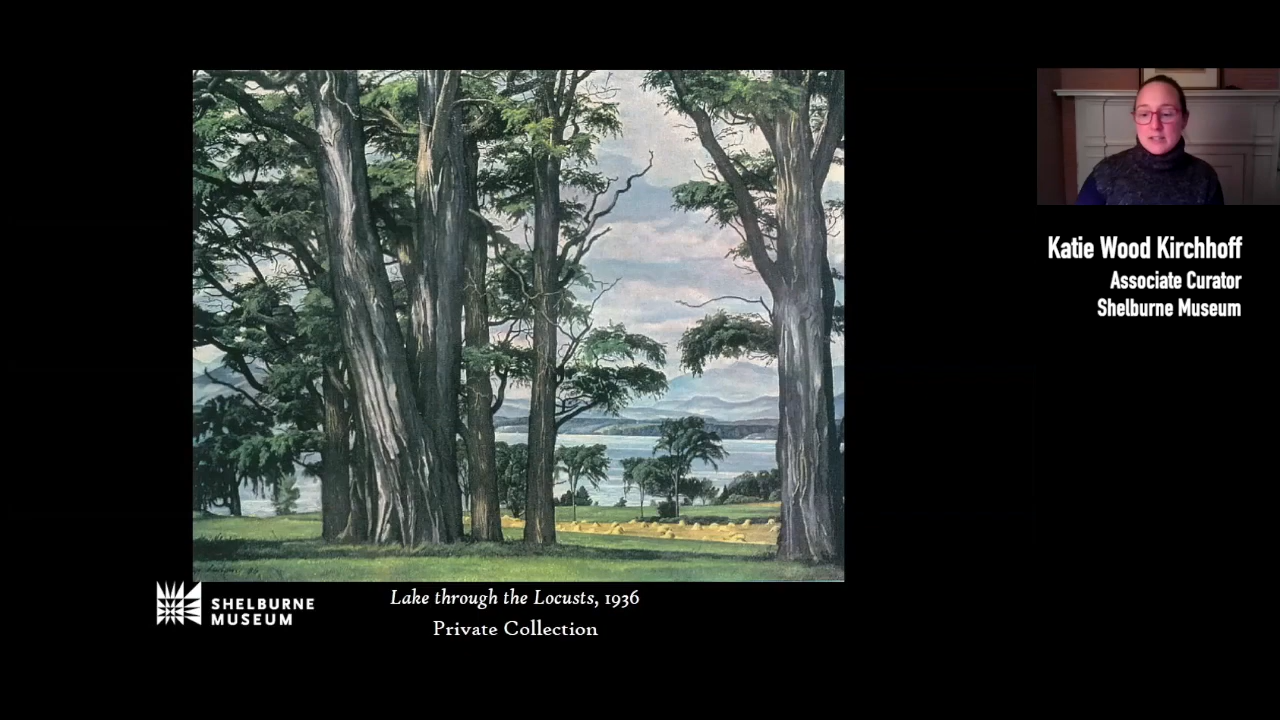 Katie Wood Kirchhoff
Associate Curator
Shelburne Museum
SHELBURNE
MUSEUM
Lake through the Locusts, 1936
Private Collection